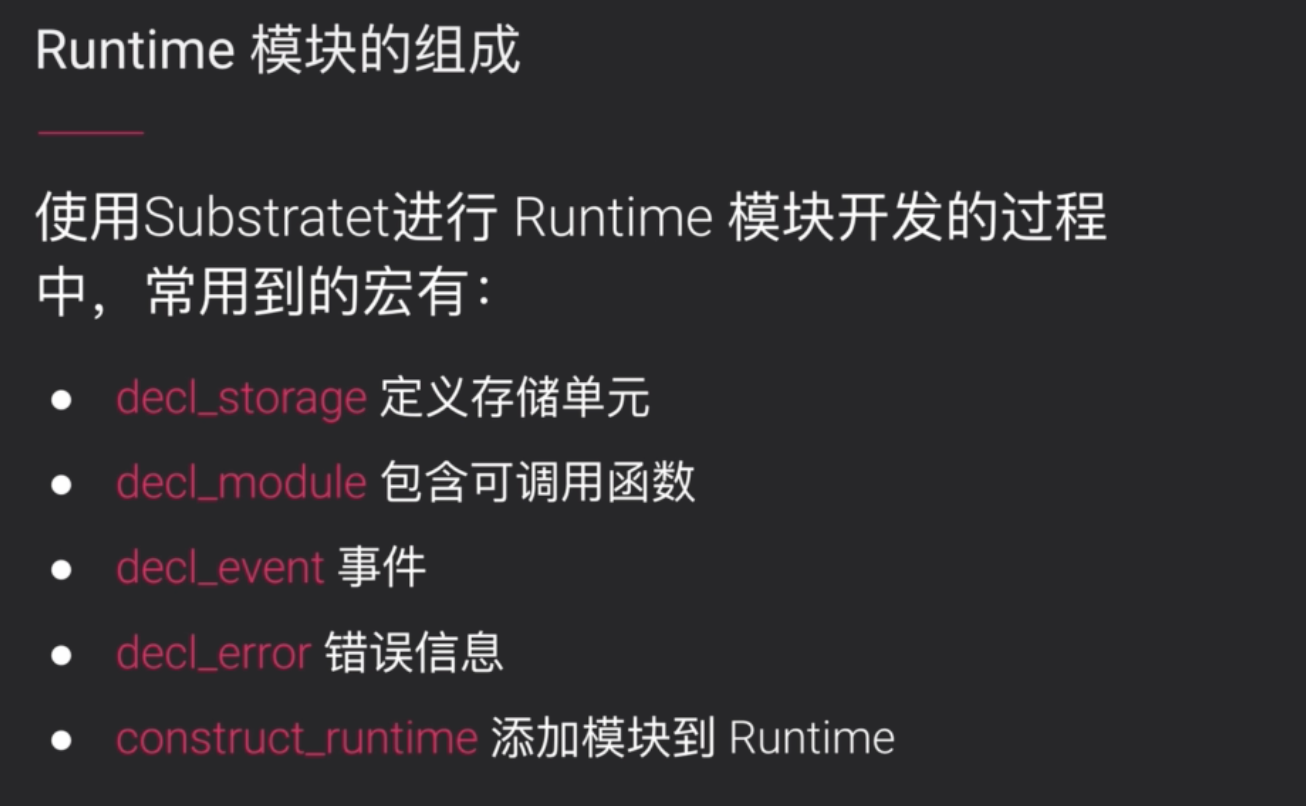 Runtime 模块的组成
使用Substratet进行 Runtime 模块开发的过程
中，常用到的宏有：
● decl_storage 定义存储单元
● decl_module 包含可调用函数
● decl_event 事件
● decl_error 错误信息
● construct_runtime 添加模块到 Runtime